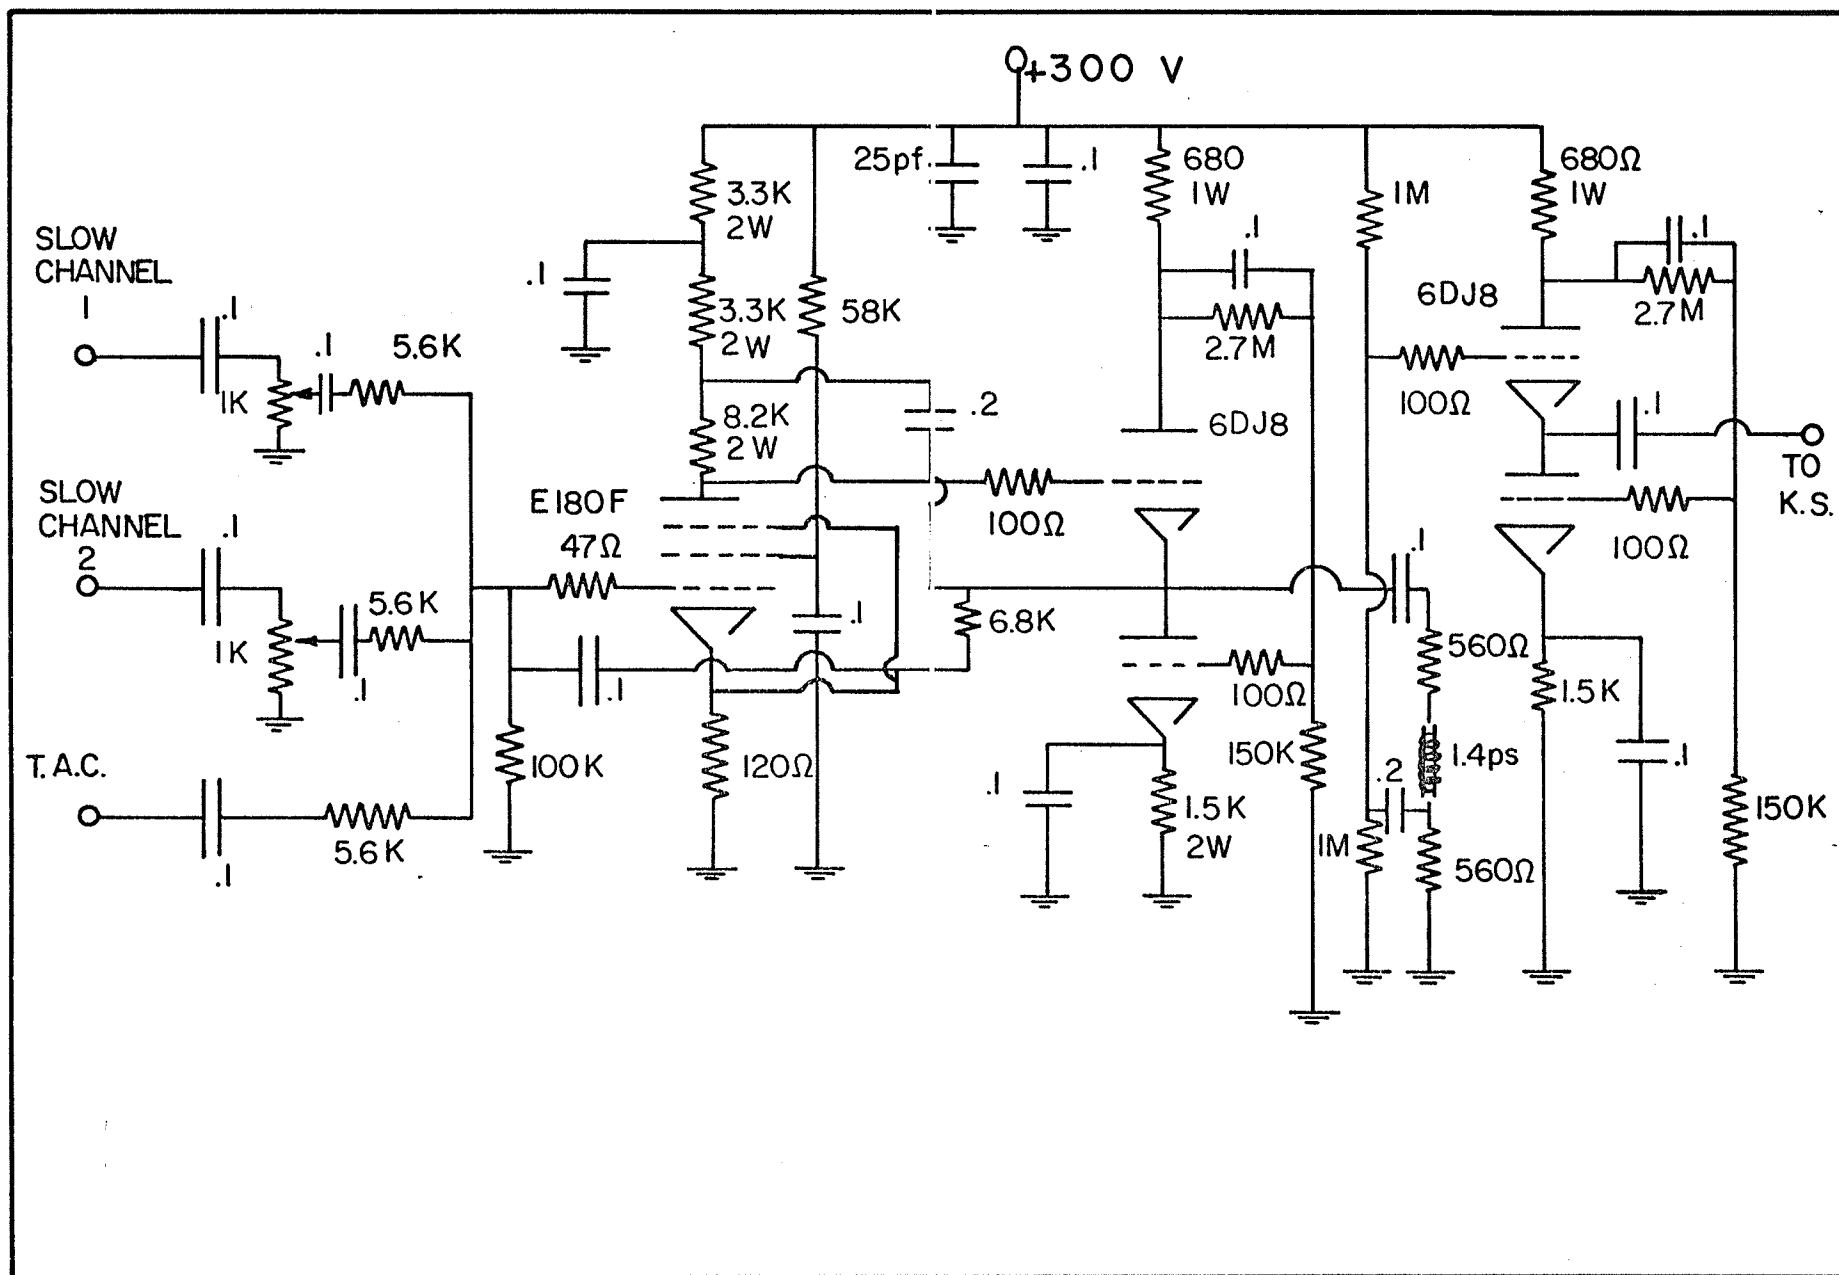 +300 V
25pf
.1
3.3K
2W
680
1W
1M
680Ω
1W
.1
SLOW
CHANNEL
1
.1
.1
5.6K
1K
.1
3.3K
2W
58K
.1
2.7M
6DJ8
2.7M
8.2K
2W
.2
6DJ8
100Ω
.1
TO
K.S.
SLOW
CHANNEL
2
.1
5.6K
1K
.1
E180F
47Ω
100Ω
100Ω
.1
.1
6.8K
560Ω
.1
100Ω
1.5K
T.A.C.
.1
5.6K
100K
120Ω
.1
1.5K
2W
150K
1.4ps
.2
1M
560Ω
.1
150K